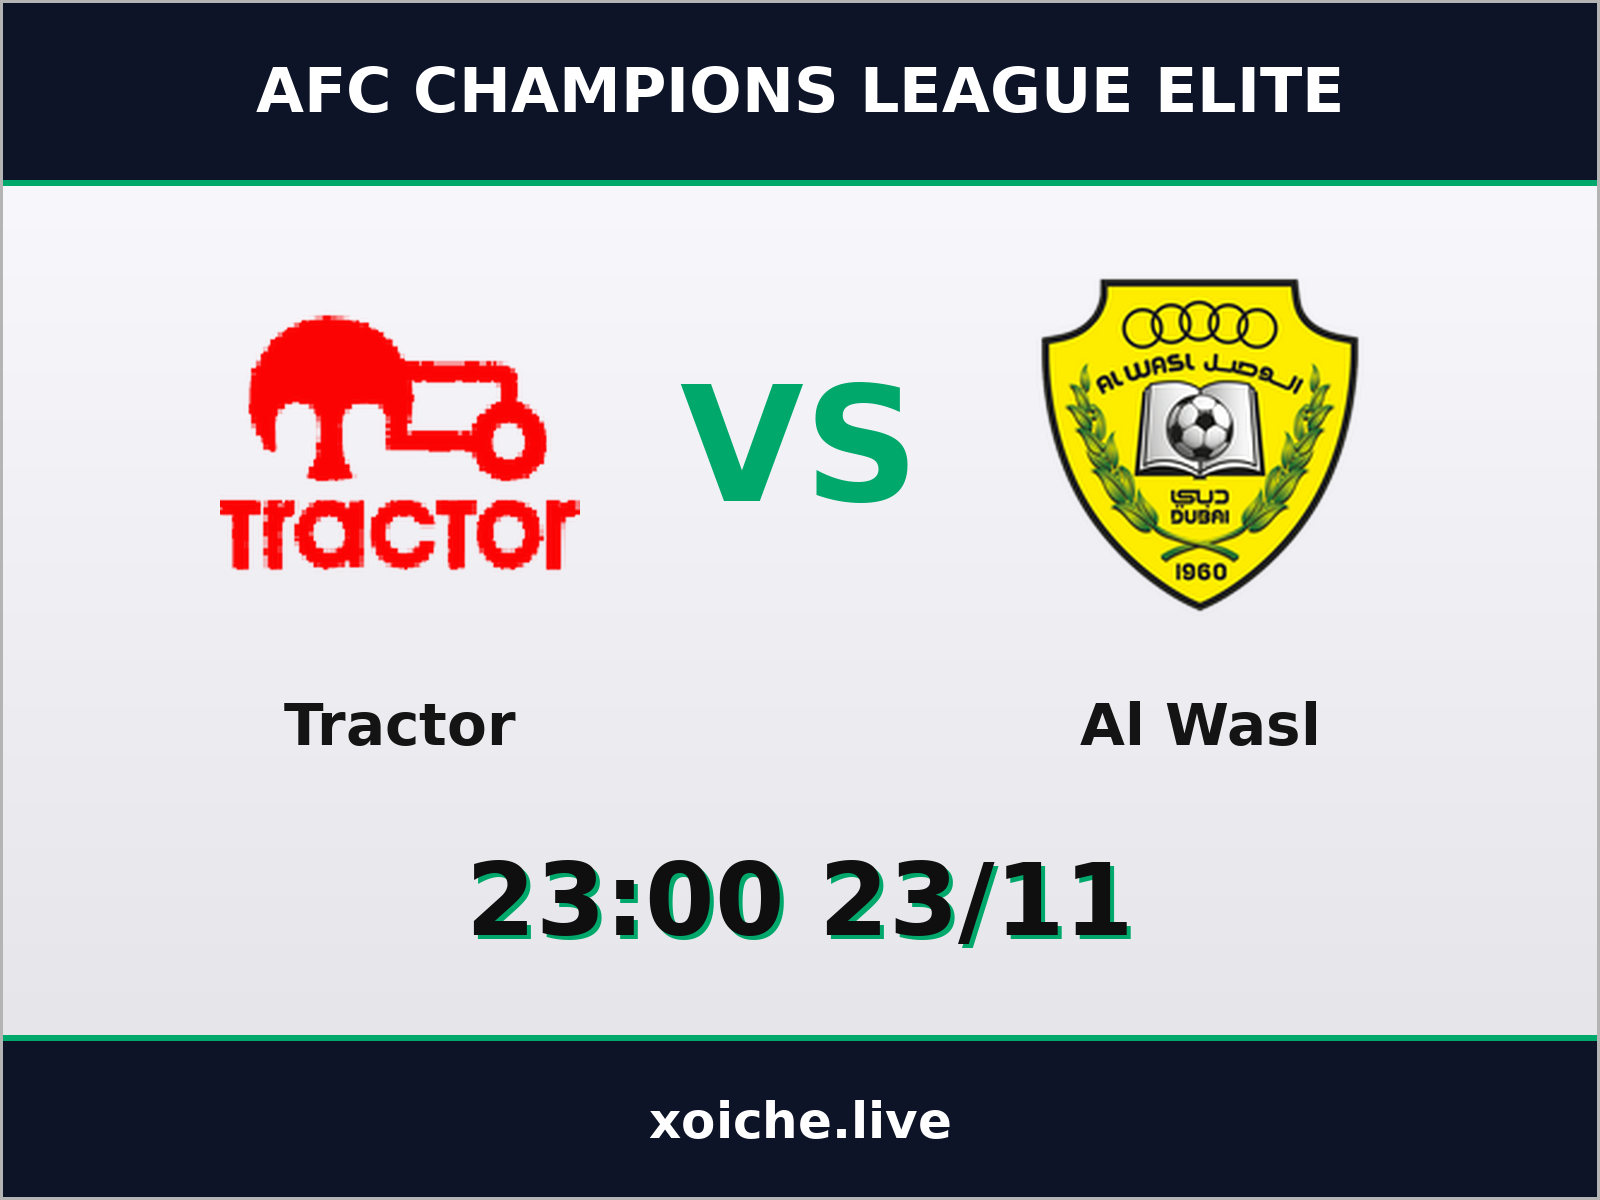 AFC CHAMPIONS LEAGUE ELITE
Tractor
VS
AL WASL الوصل
دبي
DUBAI
1960
Tractor
Al Wasl
23:00 23/11
xoiche.live